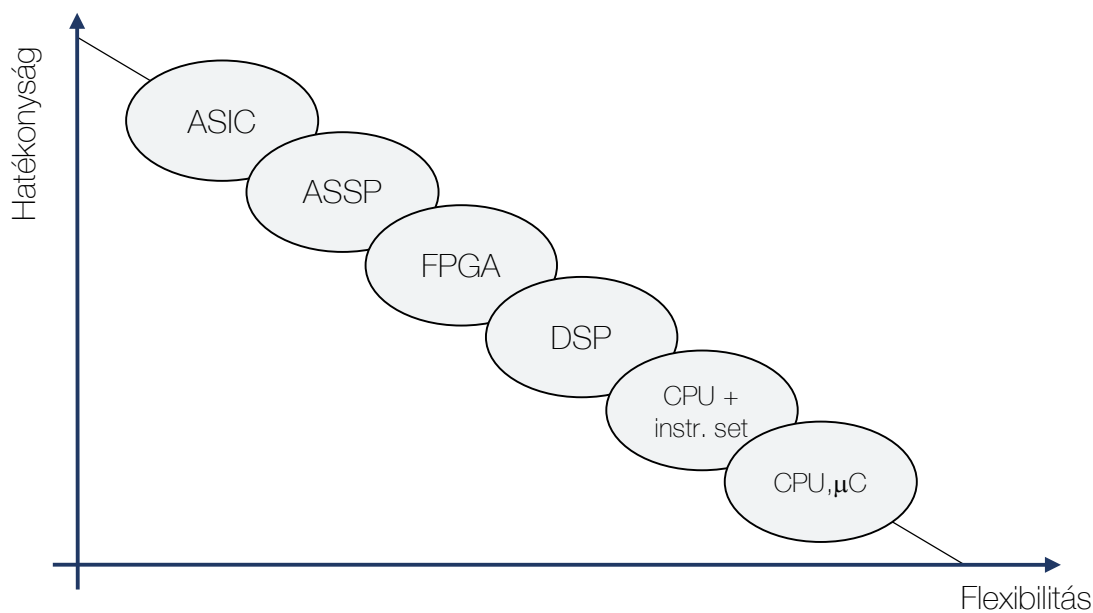 Hatékonyság
ASIC
ASSP
FPGA
DSP
CPU +
instr. set
CPU,μC
Flexibilitás